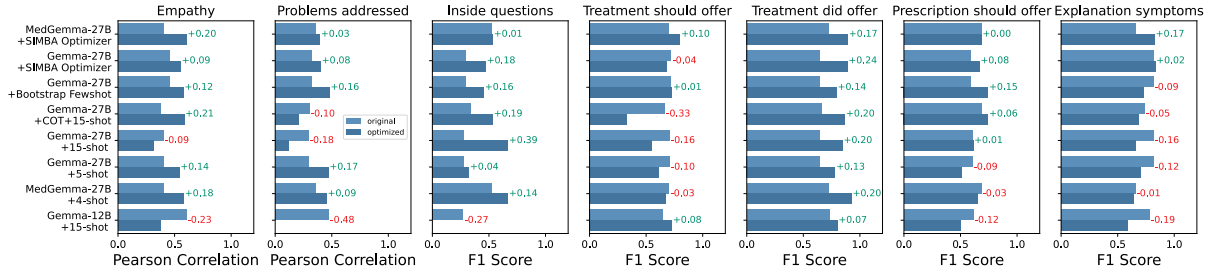 Empathy
Problems addressed
Inside questions
Treatment should offer
Treatment did offer
Prescription should offer
Explanation symptoms
MedGemma-27B
+SIMBA Optimizer
Gemma-27B
+SIMBA Optimizer
Gemma-27B
+Bootstrap Fewshot
Gemma-27B
+COT+15-shot
Gemma-27B
+15-shot
Gemma-27B
+5-shot
MedGemma-27B
+4-shot
Gemma-12B
+15-shot
+0.20
+0.09
+0.12
+0.21
-0.09
+0.14
+0.18
-0.23
0.0 0.5 1.0
Pearson Correlation
+0.03
+0.08
+0.16
-0.10
-0.18
+0.17
+0.09
-0.48
original
optimized
0.0 0.5 1.0
Pearson Correlation
+0.01
+0.18
+0.16
+0.19
+0.39
+0.04
+0.14
-0.27
0.0 0.5 1.0
F1 Score
+0.10
-0.04
+0.01
-0.33
-0.16
-0.10
-0.03
+0.08
0.0 0.5 1.0
F1 Score
+0.17
+0.24
+0.14
+0.20
+0.20
+0.13
+0.20
+0.07
0.0 0.5 1.0
F1 Score
+0.00
+0.08
+0.15
+0.06
+0.01
-0.09
-0.03
-0.12
0.0 0.5 1.0
F1 Score
+0.17
+0.02
-0.09
-0.05
-0.16
-0.12
-0.01
-0.19
0.0 0.5 1.0
F1 Score